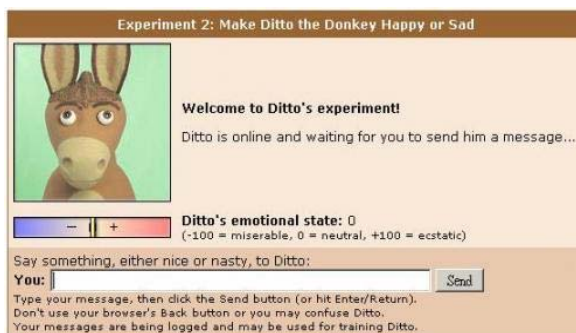 Experiment 2: Make Ditto the Donkey Happy or Sad
Welcome to Ditto's experiment!
Ditto is online and waiting for you to send him a message...
− +
Ditto's emotional state: 0
(-100 = miserable, 0 = neutral, +100 = ecstatic)
Say something, either nice or nasty, to Ditto:
You: Send
Type your message, then click the Send button (or hit Enter/Return).
Don't use your browser's Back button or you may confuse Ditto.
Your messages are being logged and may be used for training Ditto.